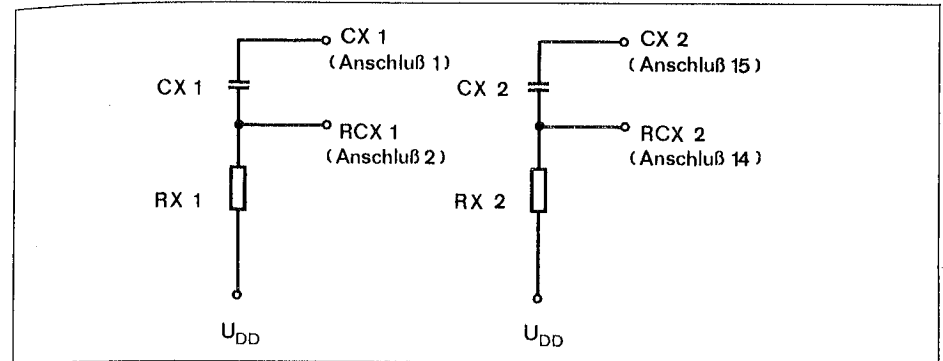 CX 1
(Anschluß 1)
CX 1
RCX 1
(Anschluß 2)
RX 1
U_DD
CX 2
(Anschluß 15)
CX 2
RCX 2
(Anschluß 14)
RX 2
U_DD